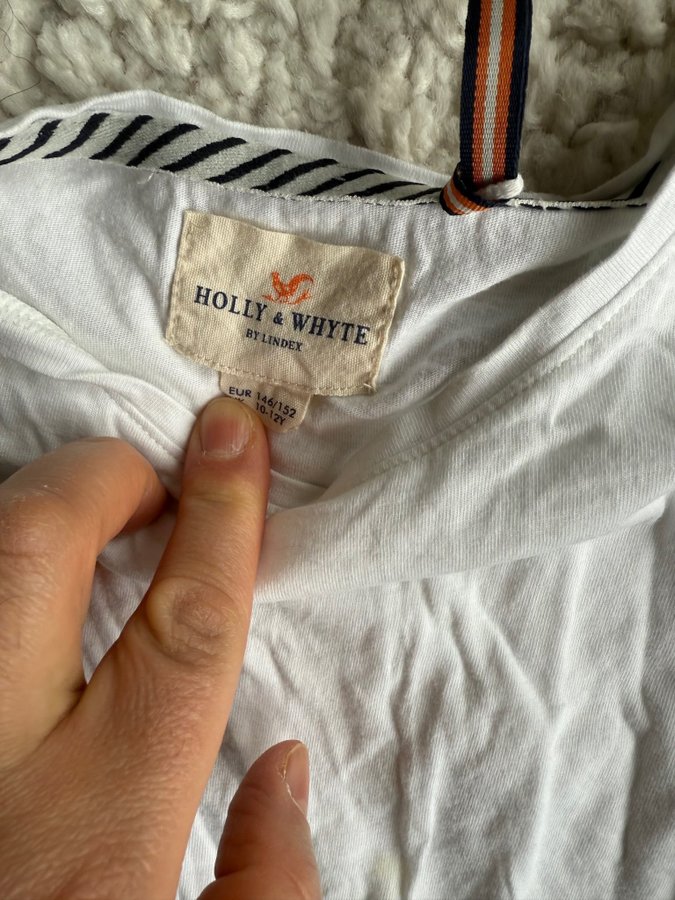 HOLLY & WHYTE
BY LINDEX
EUR 146/152
10-12Y